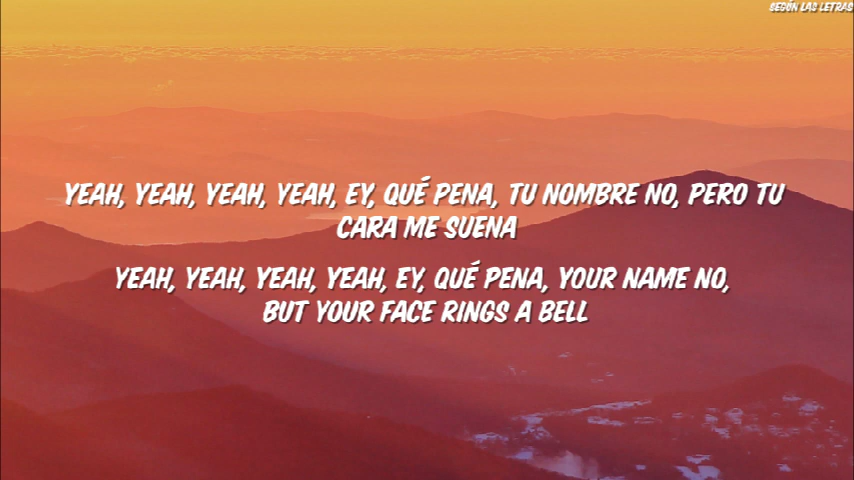 SEGÚN LAS LETRAS
YEAH, YEAH, YEAH, YEAH, EY, QUÉ PENA, TU NOMBRE NO, PERO TU
CARA ME SUENA
YEAH, YEAH, YEAH, YEAH, EY, QUÉ PENA, YOUR NAME NO,
BUT YOUR FACE RINGS A BELL